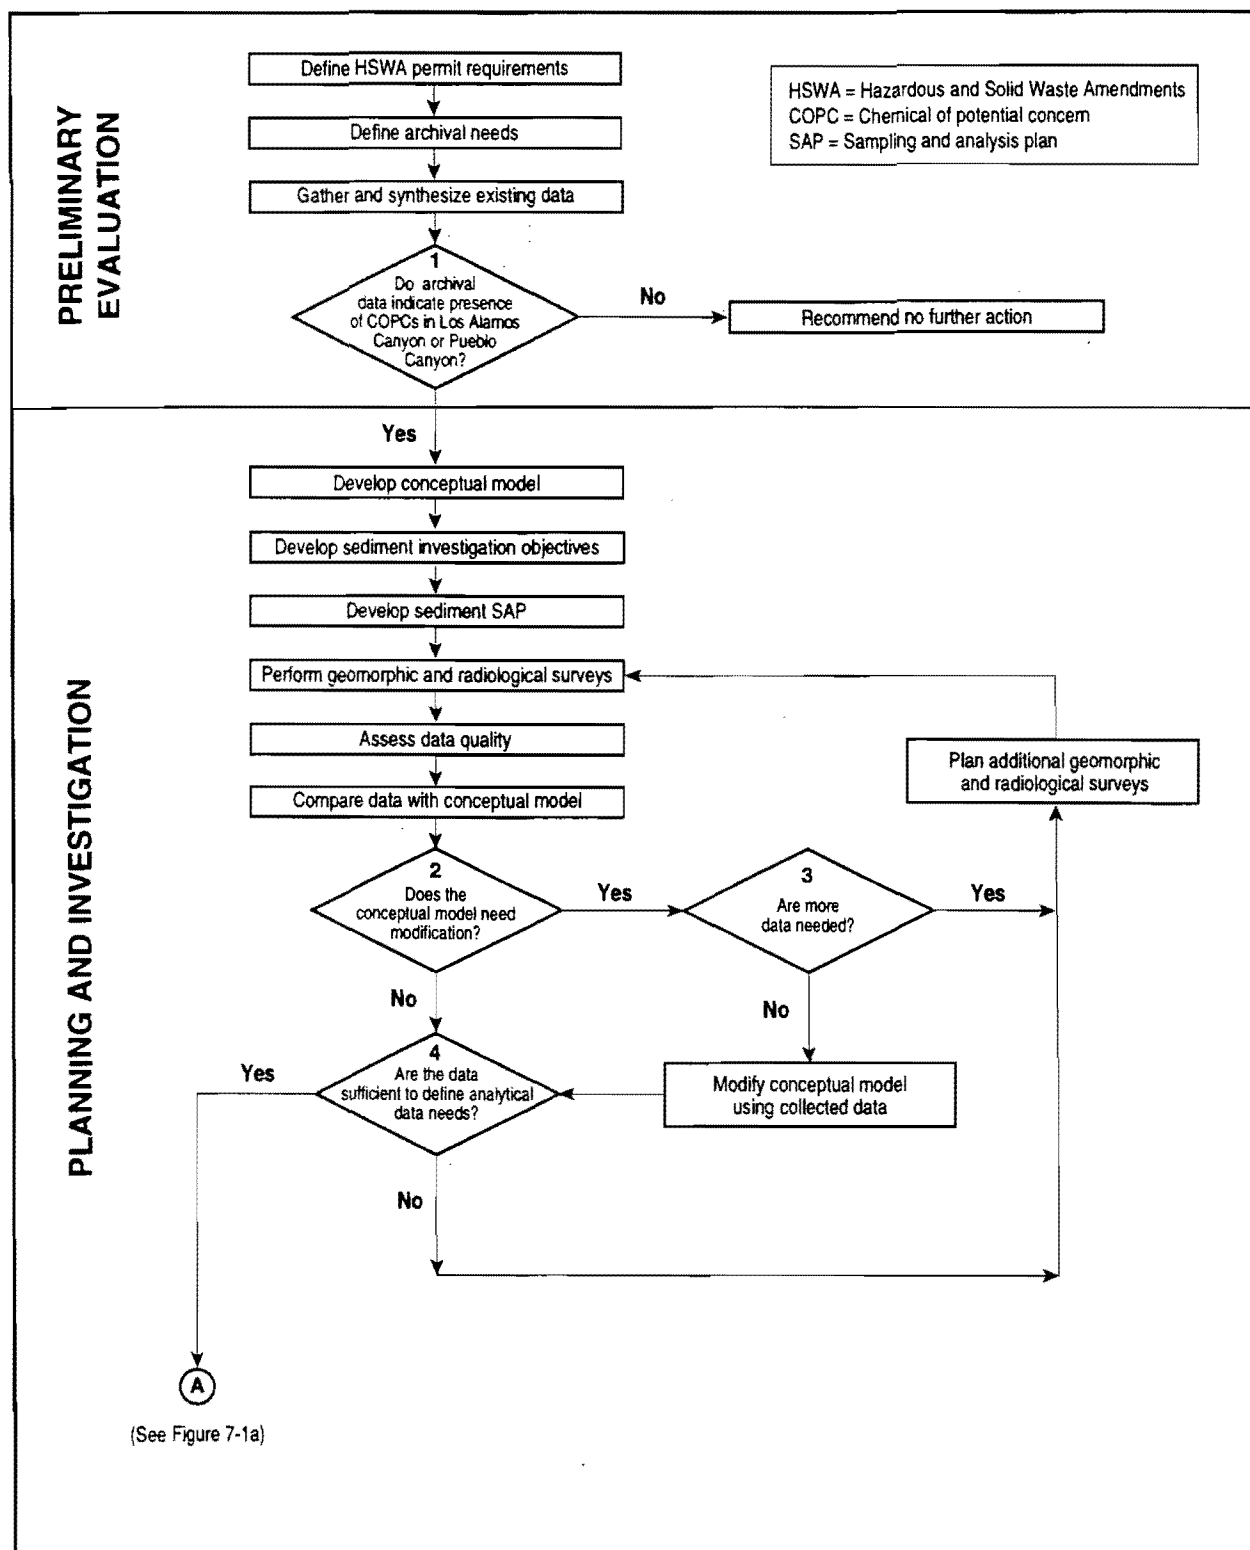 PRELIMINARY
EVALUATION
Define HSWA permit requirements
HSWA = Hazardous and Solid Waste Amendments
COPC = Chemical of potential concern
SAP = Sampling and analysis plan
Define archival needs
Gather and synthesize existing data
1
Do archival
data indicate presence
of COPCs in Los Alamos
Canyon or Pueblo
Canyon?
No
Recommend no further action
Yes
PLANNING AND INVESTIGATION
Develop conceptual model
Develop sediment investigation objectives
Develop sediment SAP
Perform geomorphic and radiological surveys
Assess data quality
Compare data with conceptual model
Plan additional geomorphic
and radiological surveys
2
Does the
conceptual model need
modification?
Yes
3
Are more
data needed?
Yes
No
No
4
Are the data
sufficient to define analytical
data needs?
Yes
Modify conceptual model
using collected data
No
A
(See Figure 7-1a)